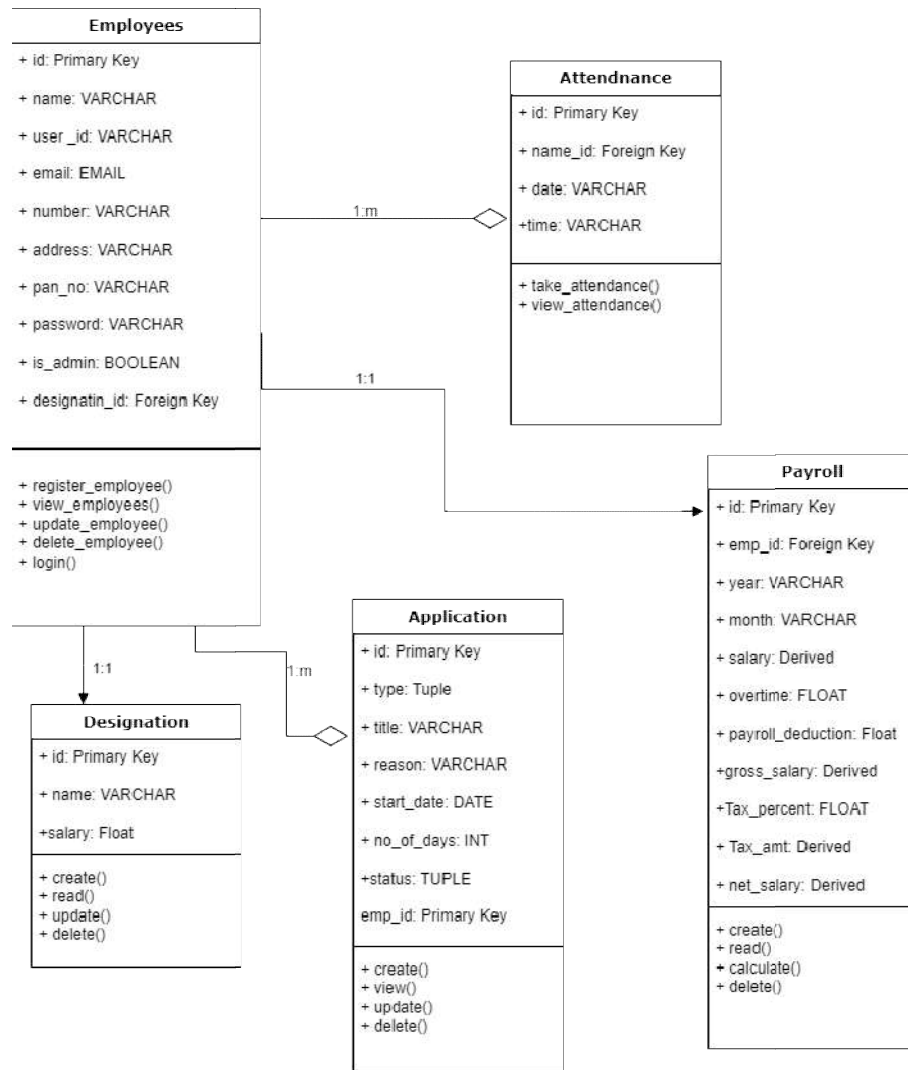 Employees
+ id: Primary Key
+ name: VARCHAR
+ user _id: VARCHAR
+ email: EMAIL
+ number: VARCHAR
+ address: VARCHAR
+ pan_no: VARCHAR
+ password: VARCHAR
+ is_admin: BOOLEAN
+ designatin_id: Foreign Key
+ register_employee()
+ view_employees()
+ update_employee()
+ delete_employee()
+ login()
1:m
Attendnance
+ id: Primary Key
+ name_id: Foreign Key
+ date: VARCHAR
+time: VARCHAR
+ take_attendance()
+ view_attendance()
1:1
Payroll
+ id: Primary Key
+ emp_id: Foreign Key
+ year: VARCHAR
+ month: VARCHAR
+ salary: Derived
+ overtime: FLOAT
+ payroll_deduction: Float
+gross_salary: Derived
+Tax_percent: FLOAT
+ Tax_amt: Derived
+ net_salary: Derived
+ create()
+ read()
+ calculate()
+ delete()
1:1
Designation
+ id: Primary Key
+ name: VARCHAR
+salary: Float
+ create()
+ read()
+ update()
+ delete()
1:m
Application
+ id: Primary Key
+ type: Tuple
+ title: VARCHAR
+ reason: VARCHAR
+ start_date: DATE
+ no_of_days: INT
+status: TUPLE
emp_id: Primary Key
+ create()
+ view()
+ update()
+ delete()